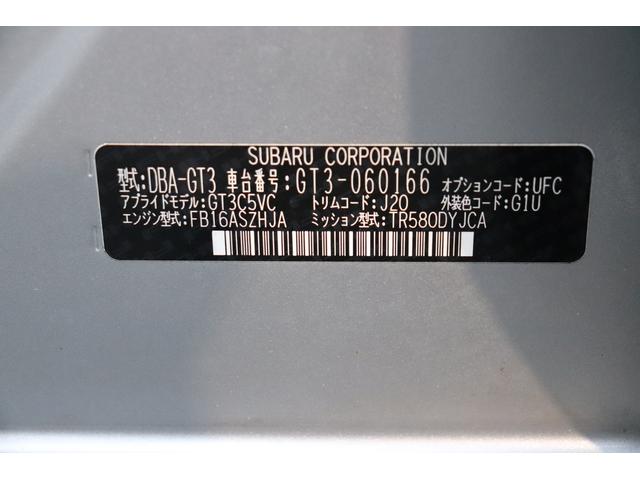 SUBARU CORPORATION
型式:DBA-GT3 車台番号:GT3-060166 オプションコード:UFC
アプライドモデル:GT3C5VC トリムコード:J20 外装色コード:G1U
エンジン型式:FB16ASZHJA ミッション型式:TR580DYJCA